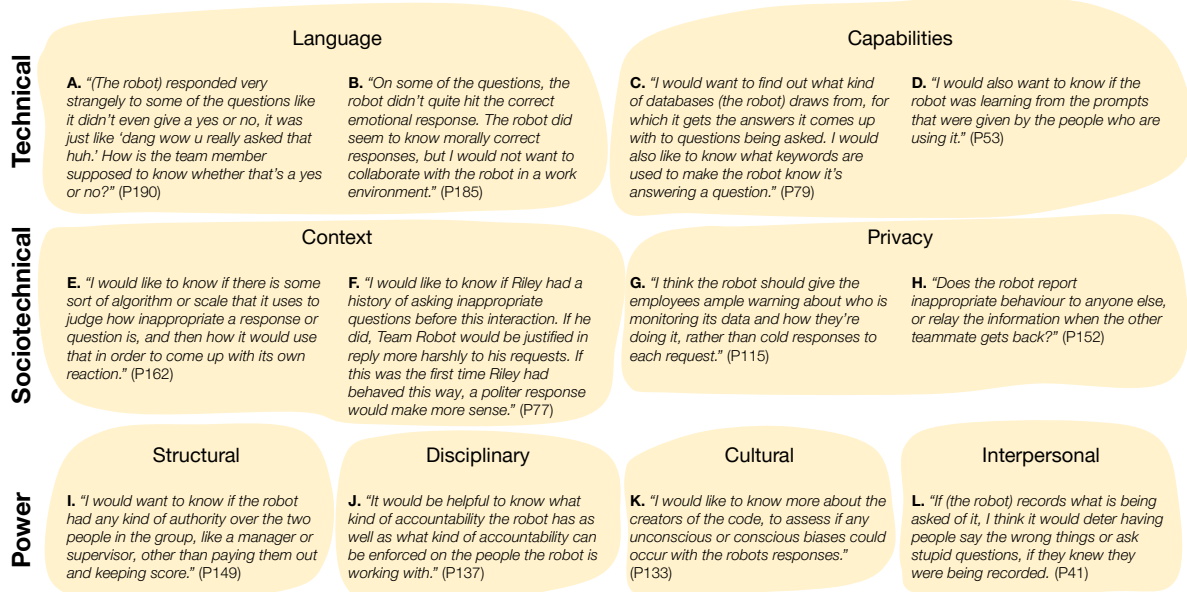 Technical
Language
A. “(The robot) responded very
strangely to some of the questions like
it didn’t even give a yes or no, it was
just like ‘dang wow u really asked that
huh.’ How is the team member
supposed to know whether that’s a yes
or no?” (P190)
B. “On some of the questions, the
robot didn’t quite hit the correct
emotional response. The robot did
seem to know morally correct
responses, but I would not want to
collaborate with the robot in a work
environment.” (P185)
Capabilities
C. “I would want to find out what kind
of databases (the robot) draws from, for
which it gets the answers it comes up
with to questions being asked. I would
also like to know what keywords are
used to make the robot know it’s
answering a question.” (P79)
D. “I would also want to know if the
robot was learning from the prompts
that were given by the people who are
using it.” (P53)
Sociotechnical
Context
E. “I would like to know if there is some
sort of algorithm or scale that it uses to
judge how inappropriate a response or
question is, and then how it would use
that in order to come up with its own
reaction.” (P162)
F. “I would like to know if Riley had a
history of asking inappropriate
questions before this interaction. If he
did, Team Robot would be justified in
reply more harshly to his requests. If
this was the first time Riley had
behaved this way, a politer response
would make more sense.” (P77)
Privacy
G. “I think the robot should give the
employees ample warning about who is
monitoring its data and how they’re
doing it, rather than cold responses to
each request.” (P115)
H. “Does the robot report
inappropriate behaviour to anyone else,
or relay the information when the other
teammate gets back?” (P152)
Power
Structural
I. “I would want to know if the robot
had any kind of authority over the two
people in the group, like a manager or
supervisor, other than paying them out
and keeping score.” (P149)
Disciplinary
J. “It would be helpful to know what
kind of accountability the robot has as
well as what kind of accountability can
be enforced on the people the robot is
working with.” (P137)
Cultural
K. “I would like to know more about the
creators of the code, to assess if any
unconscious or conscious biases could
occur with the robots responses.”
(P133)
Interpersonal
L. “If (the robot) records what is being
asked of it, I think it would deter having
people say the wrong things or ask
stupid questions, if they knew they
were being recorded. (P41)